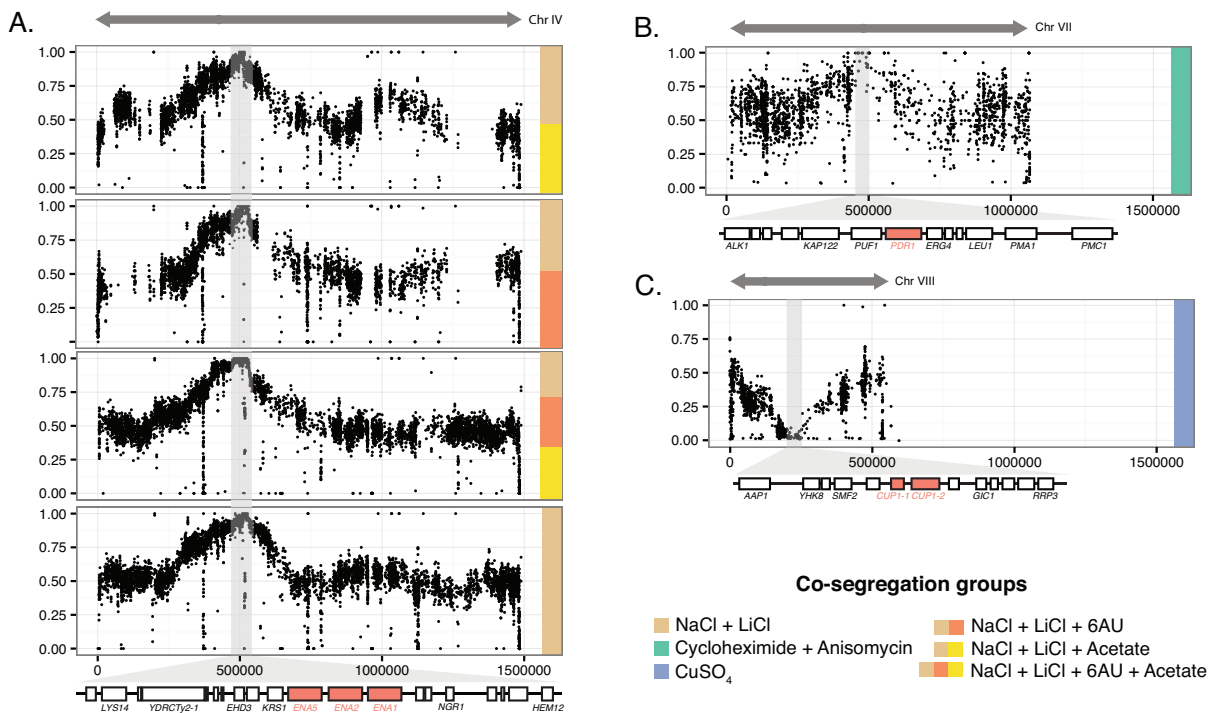 A.
Chr IV
1.00
0.75
0.50
0.25
0.00
1.00
0.75
0.50
0.25
1.00
1.00
0.75
0.50
0.25
0.00
1.00
0.75
0.50
0.25
0.00
0 500000 1000000 1500000
LYS14 YDRCTy2-1 EHD3 KRS1 ENA5 ENA2 ENA1 NGR1 HEM12
B.
Chr VII
1.00
0.75
0.50
0.25
0.00
0 500000 1000000 1500000
ALK1 KAP122 PUF1 PDR1 ERG4 LEU1 PMA1 PMC1
C.
Chr VIII
1.00
0.75
0.50
0.25
0.00
0 500000 1000000 1500000
AAP1 YHK8 SMF2 CUP1-1 CUP1-2 GIC1 RRP3
Co-segregation groups
NaCl + LiCl
Cycloheximide + Anisomycin
CuSO₄
NaCl + LiCl + 6AU
NaCl + LiCl + Acetate
NaCl + LiCl + 6AU + Acetate